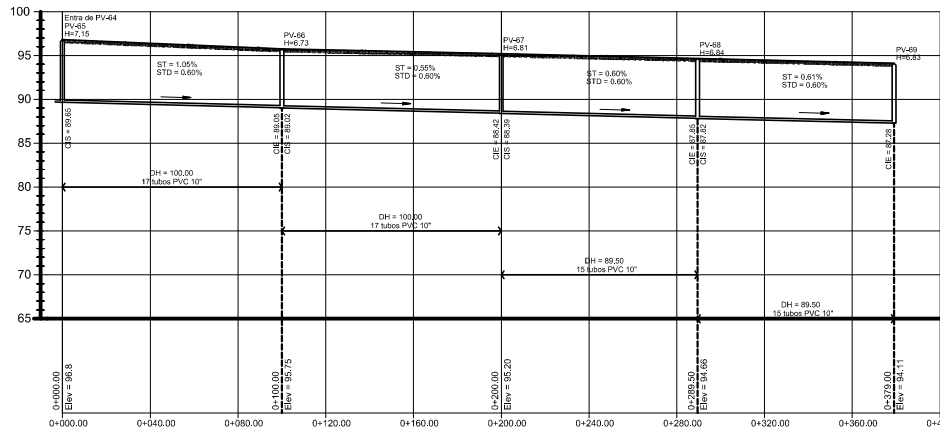 100
95
90
85
80
75
70
65
Entra de PV-64
PV-65
H=7.15
PV-66
H=6.73
PV-67
H=6.81
PV-68
H=6.84
PV-69
H=6.83
ST = 1.05%
STD = 0.60%
ST = 0.55%
STD = 0.60%
ST = 0.60%
STD = 0.60%
ST = 0.61%
STD = 0.60%
CIS = 89.65
CIE = 89.05
CIS = 89.02
CIE = 88.42
CIS = 88.39
CIE = 87.85
CIS = 87.82
CIE = 87.28
DH = 100.00
17 tubos PVC 10"
DH = 100.00
17 tubos PVC 10"
DH = 89.50
15 tubos PVC 10"
DH = 89.50
15 tubos PVC 10"
0+000.00
Elev = 96.8
0+100.00
Elev = 95.75
0+200.00
Elev = 95.20
0+289.50
Elev = 94.66
0+379.00
Elev = 94.11
0+000.00
0+040.00
0+080.00
0+120.00
0+160.00
0+200.00
0+240.00
0+280.00
0+320.00
0+360.00
0+4